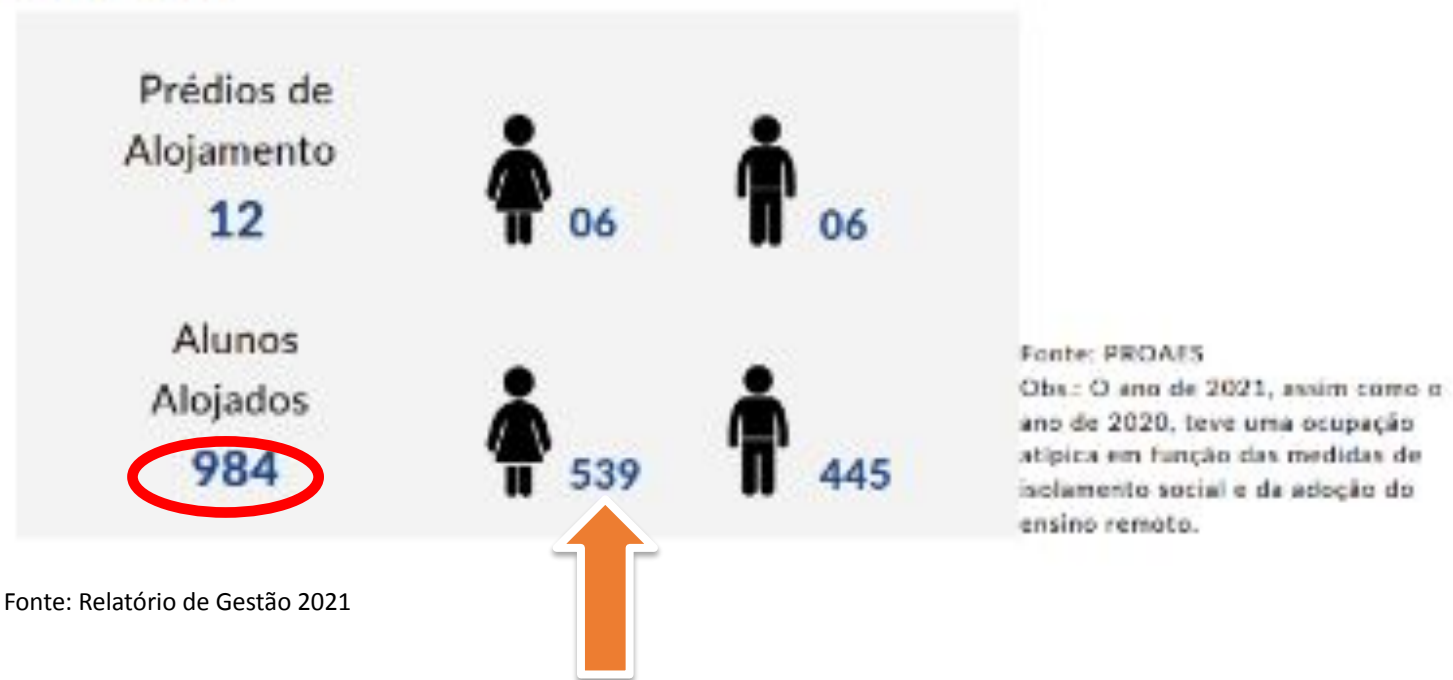 Prédios de
Alojamento
12
06
06
Alunos
Alojados
984
539
445
Fonte: PROAES
Obs.: O ano de 2021, assim como o
ano de 2020, teve uma ocupação
atípica em função das medidas de
isolamento social e da adoção do
ensino remoto.
Fonte: Relatório de Gestão 2021